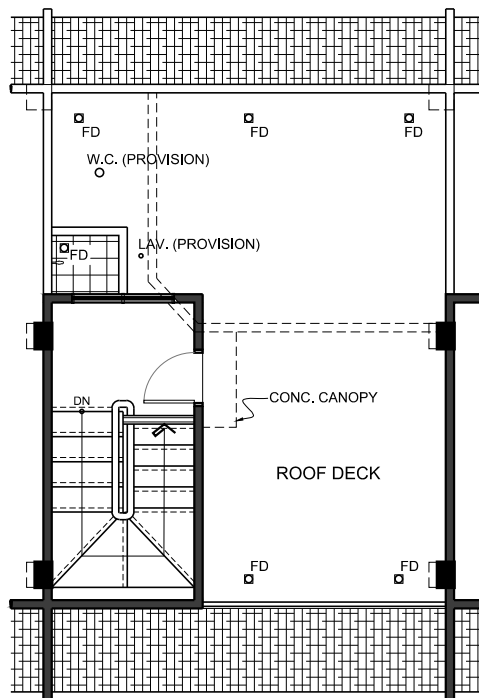 FD
FD
FD
W.C. (PROVISION)
LAV. (PROVISION)
FD
CONC. CANOPY
DN
ROOF DECK
FD
FD